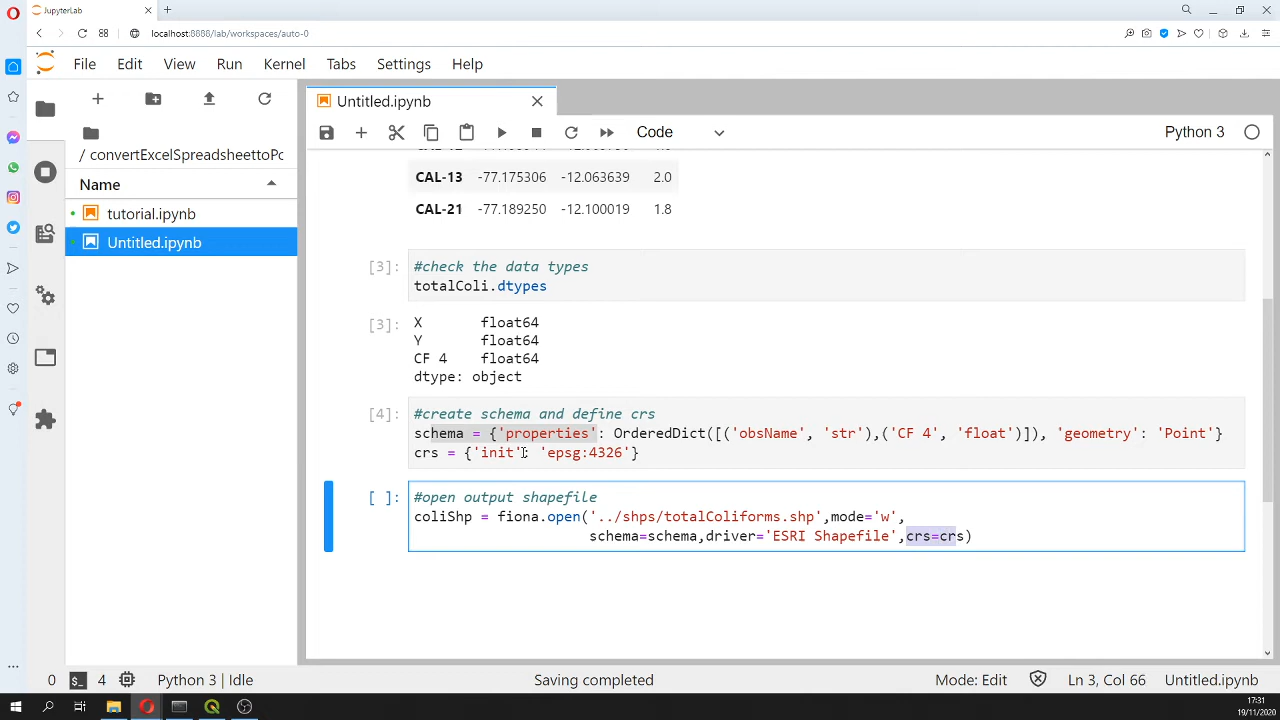 JupyterLab
localhost:8888/lab/workspaces/auto-0
File Edit View Run Kernel Tabs Settings Help
Untitled.ipynb
Code
Python 3
/ convertExcelSpreadsheettoPc
Name
tutorial.ipynb
Untitled.ipynb
CAL-13 -77.175306 -12.063639 2.0
CAL-21 -77.189250 -12.100019 1.8
[3]: #check the data types
totalColi.dtypes
[3]: X float64
Y float64
CF 4 float64
dtype: object
[4]: #create schema and define crs
schema = {'properties': OrderedDict([('obsName', 'str'),('CF 4', 'float')]), 'geometry': 'Point'}
crs = {'init': 'epsg:4326'}
[ ]: #open output shapefile
coliShp = fiona.open('../shps/totalColiforms.shp',mode='w',
schema=schema,driver='ESRI Shapefile',crs=crs)
0 $_ 4 Python 3 | Idle Saving completed Mode: Edit Ln 3, Col 66 Untitled.ipynb
17:31
19/11/2020